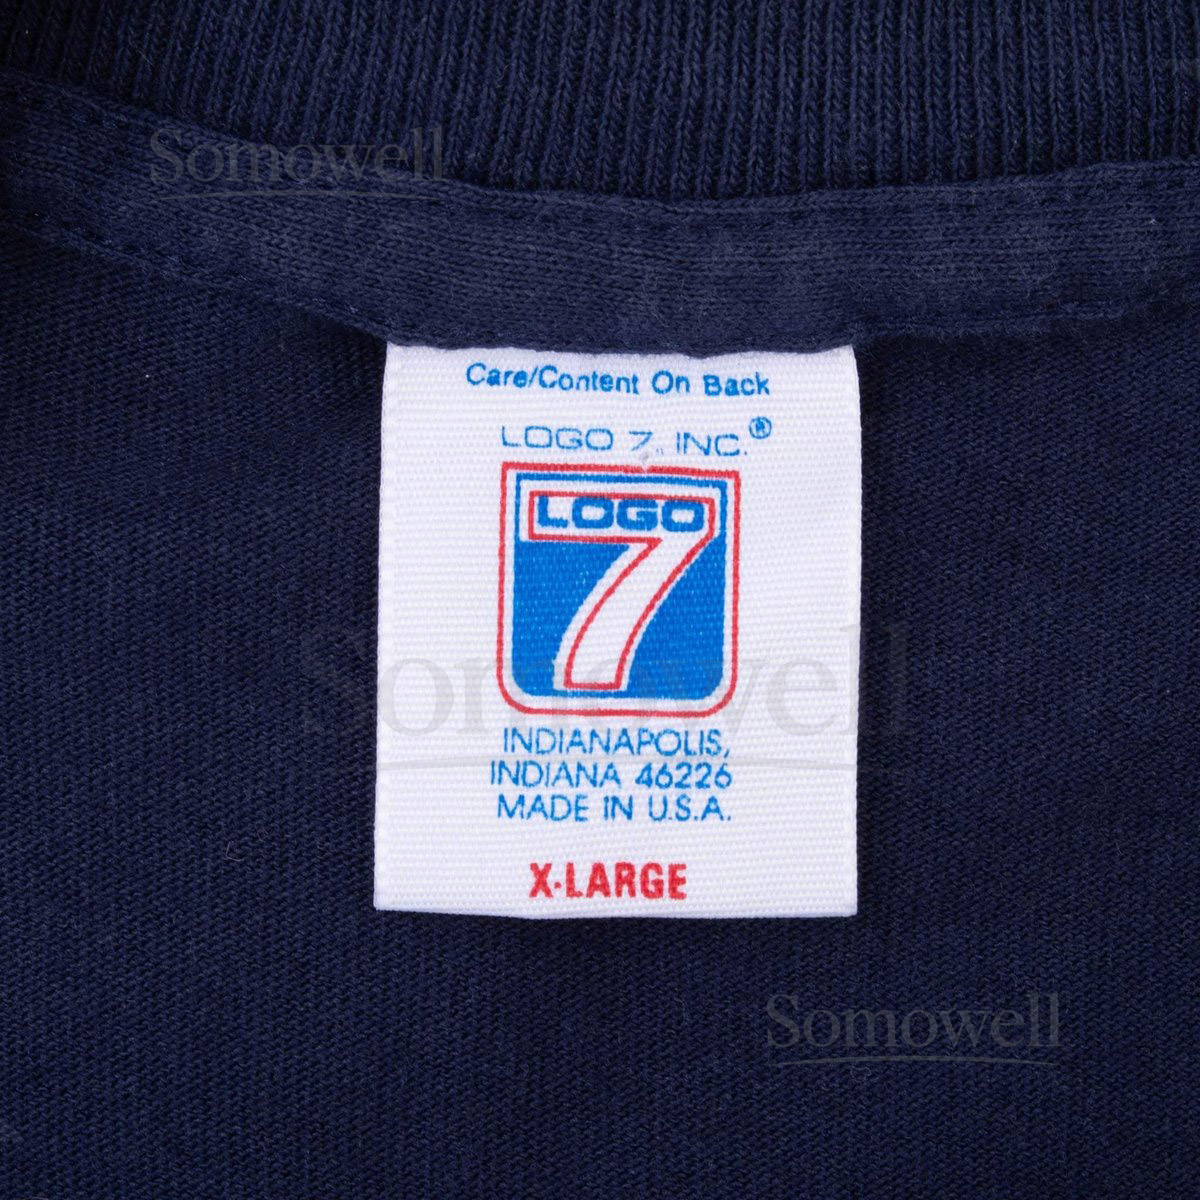 Somowell
Care/Content On Back
LOGO 7, INC.®
LOGO
7
Somowell
INDIANAPOLIS,
INDIANA 46226
MADE IN U.S.A.
X-LARGE
Somowell